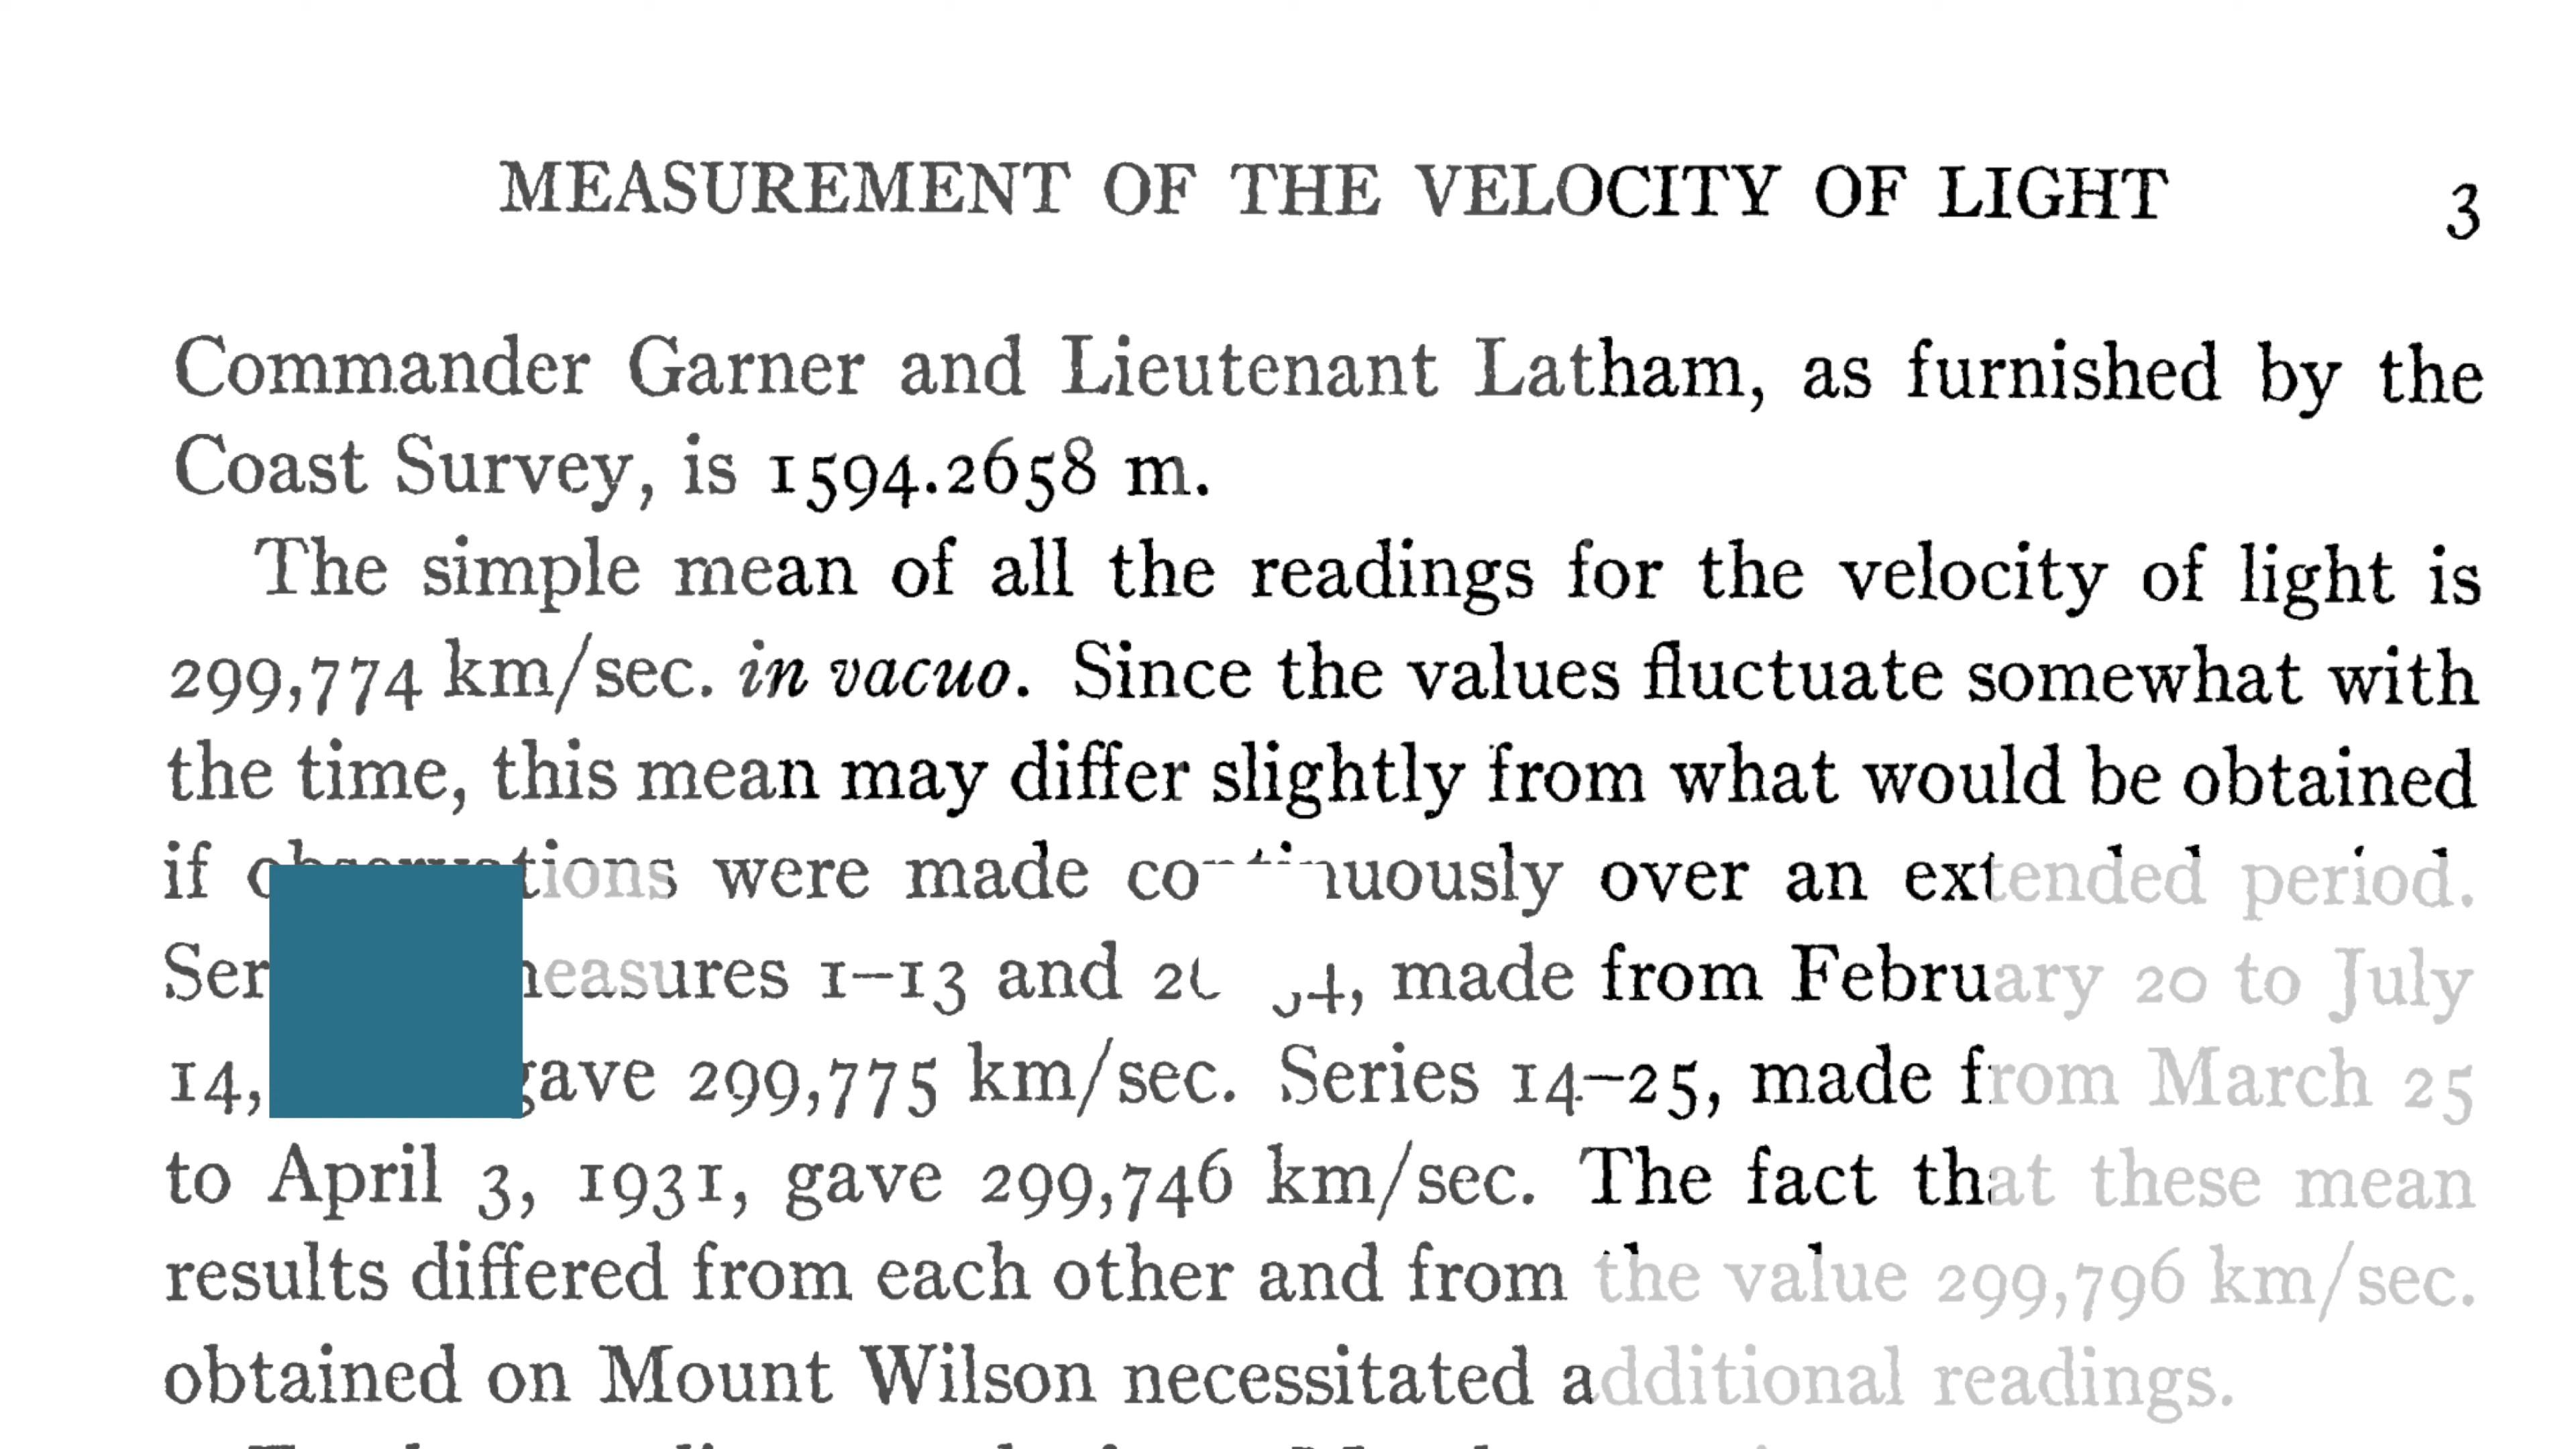 MEASUREMENT OF THE VELOCITY OF LIGHT 3
Commander Garner and Lieutenant Latham, as furnished by the
Coast Survey, is 1594.2658 m.
The simple mean of all the readings for the velocity of light is
299,774 km/sec. in vacuo. Since the values fluctuate somewhat with
the time, this mean may differ slightly from what would be obtained
if observations were made continuously over an extended period.
measures 1–13 and made from February 20 to July
14, gave 299,775 km/sec. Series 14–25, made from March 25
to April 3, 1931, gave 299,746 km/sec. The fact that these mean
results differed from each other and from the value 299,796 km/sec.
obtained on Mount Wilson necessitated additional readings.